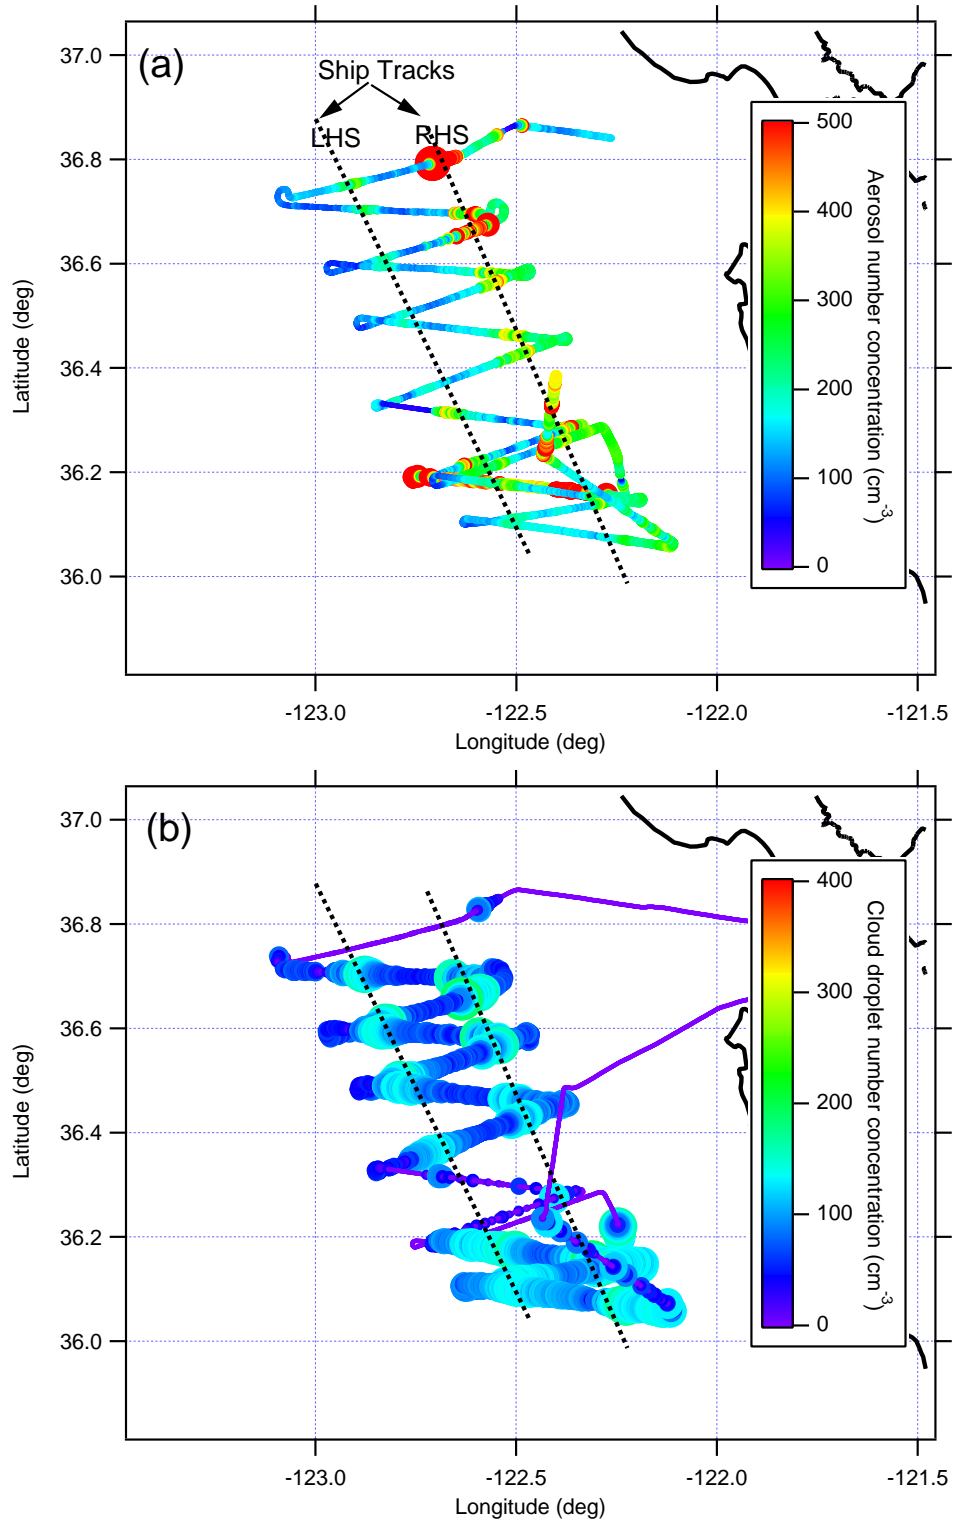 (a)
Ship Tracks
LHS
RHS
37.0
36.8
36.6
36.4
36.2
36.0
Latitude (deg)
-123.0
-122.5
-122.0
-121.5
Longitude (deg)
500
400
300
200
100
0
Aerosol number concentration (cm-3)
(b)
37.0
36.8
36.6
36.4
36.2
36.0
Latitude (deg)
-123.0
-122.5
-122.0
-121.5
Longitude (deg)
400
300
200
100
0
Cloud droplet number concentration (cm-3)